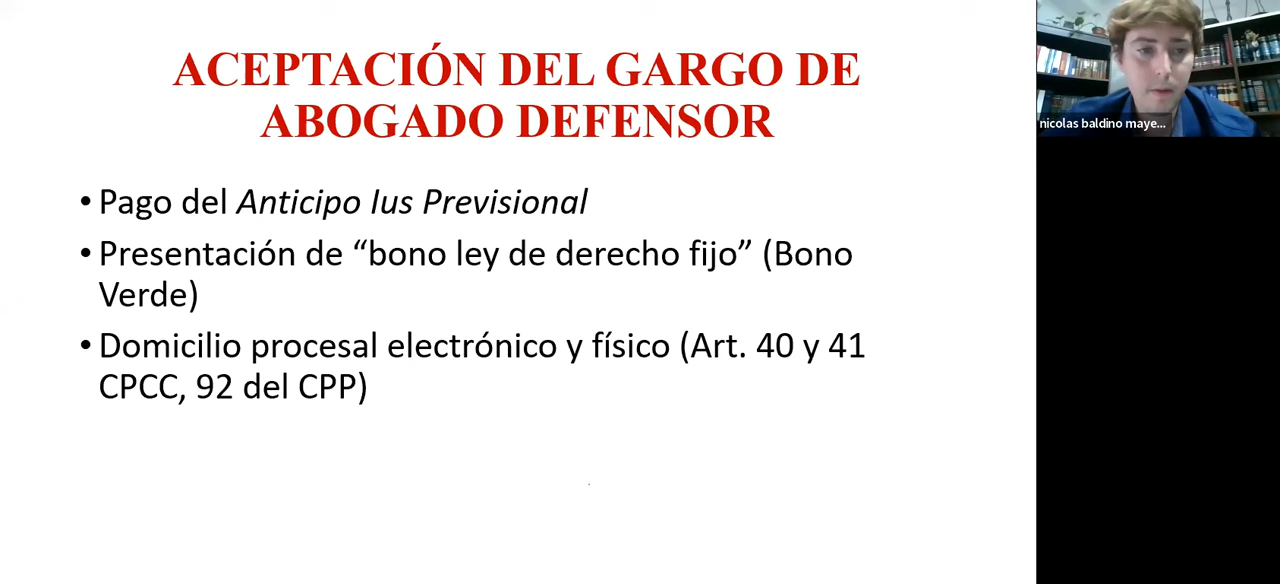 ACEPTACIÓN DEL GARGO DE
ABOGADO DEFENSOR
• Pago del Anticipo Ius Previsional
• Presentación de “bono ley de derecho fijo” (Bono
Verde)
• Domicilio procesal electrónico y físico (Art. 40 y 41
CPCC, 92 del CPP)
nicolas baldino maye...